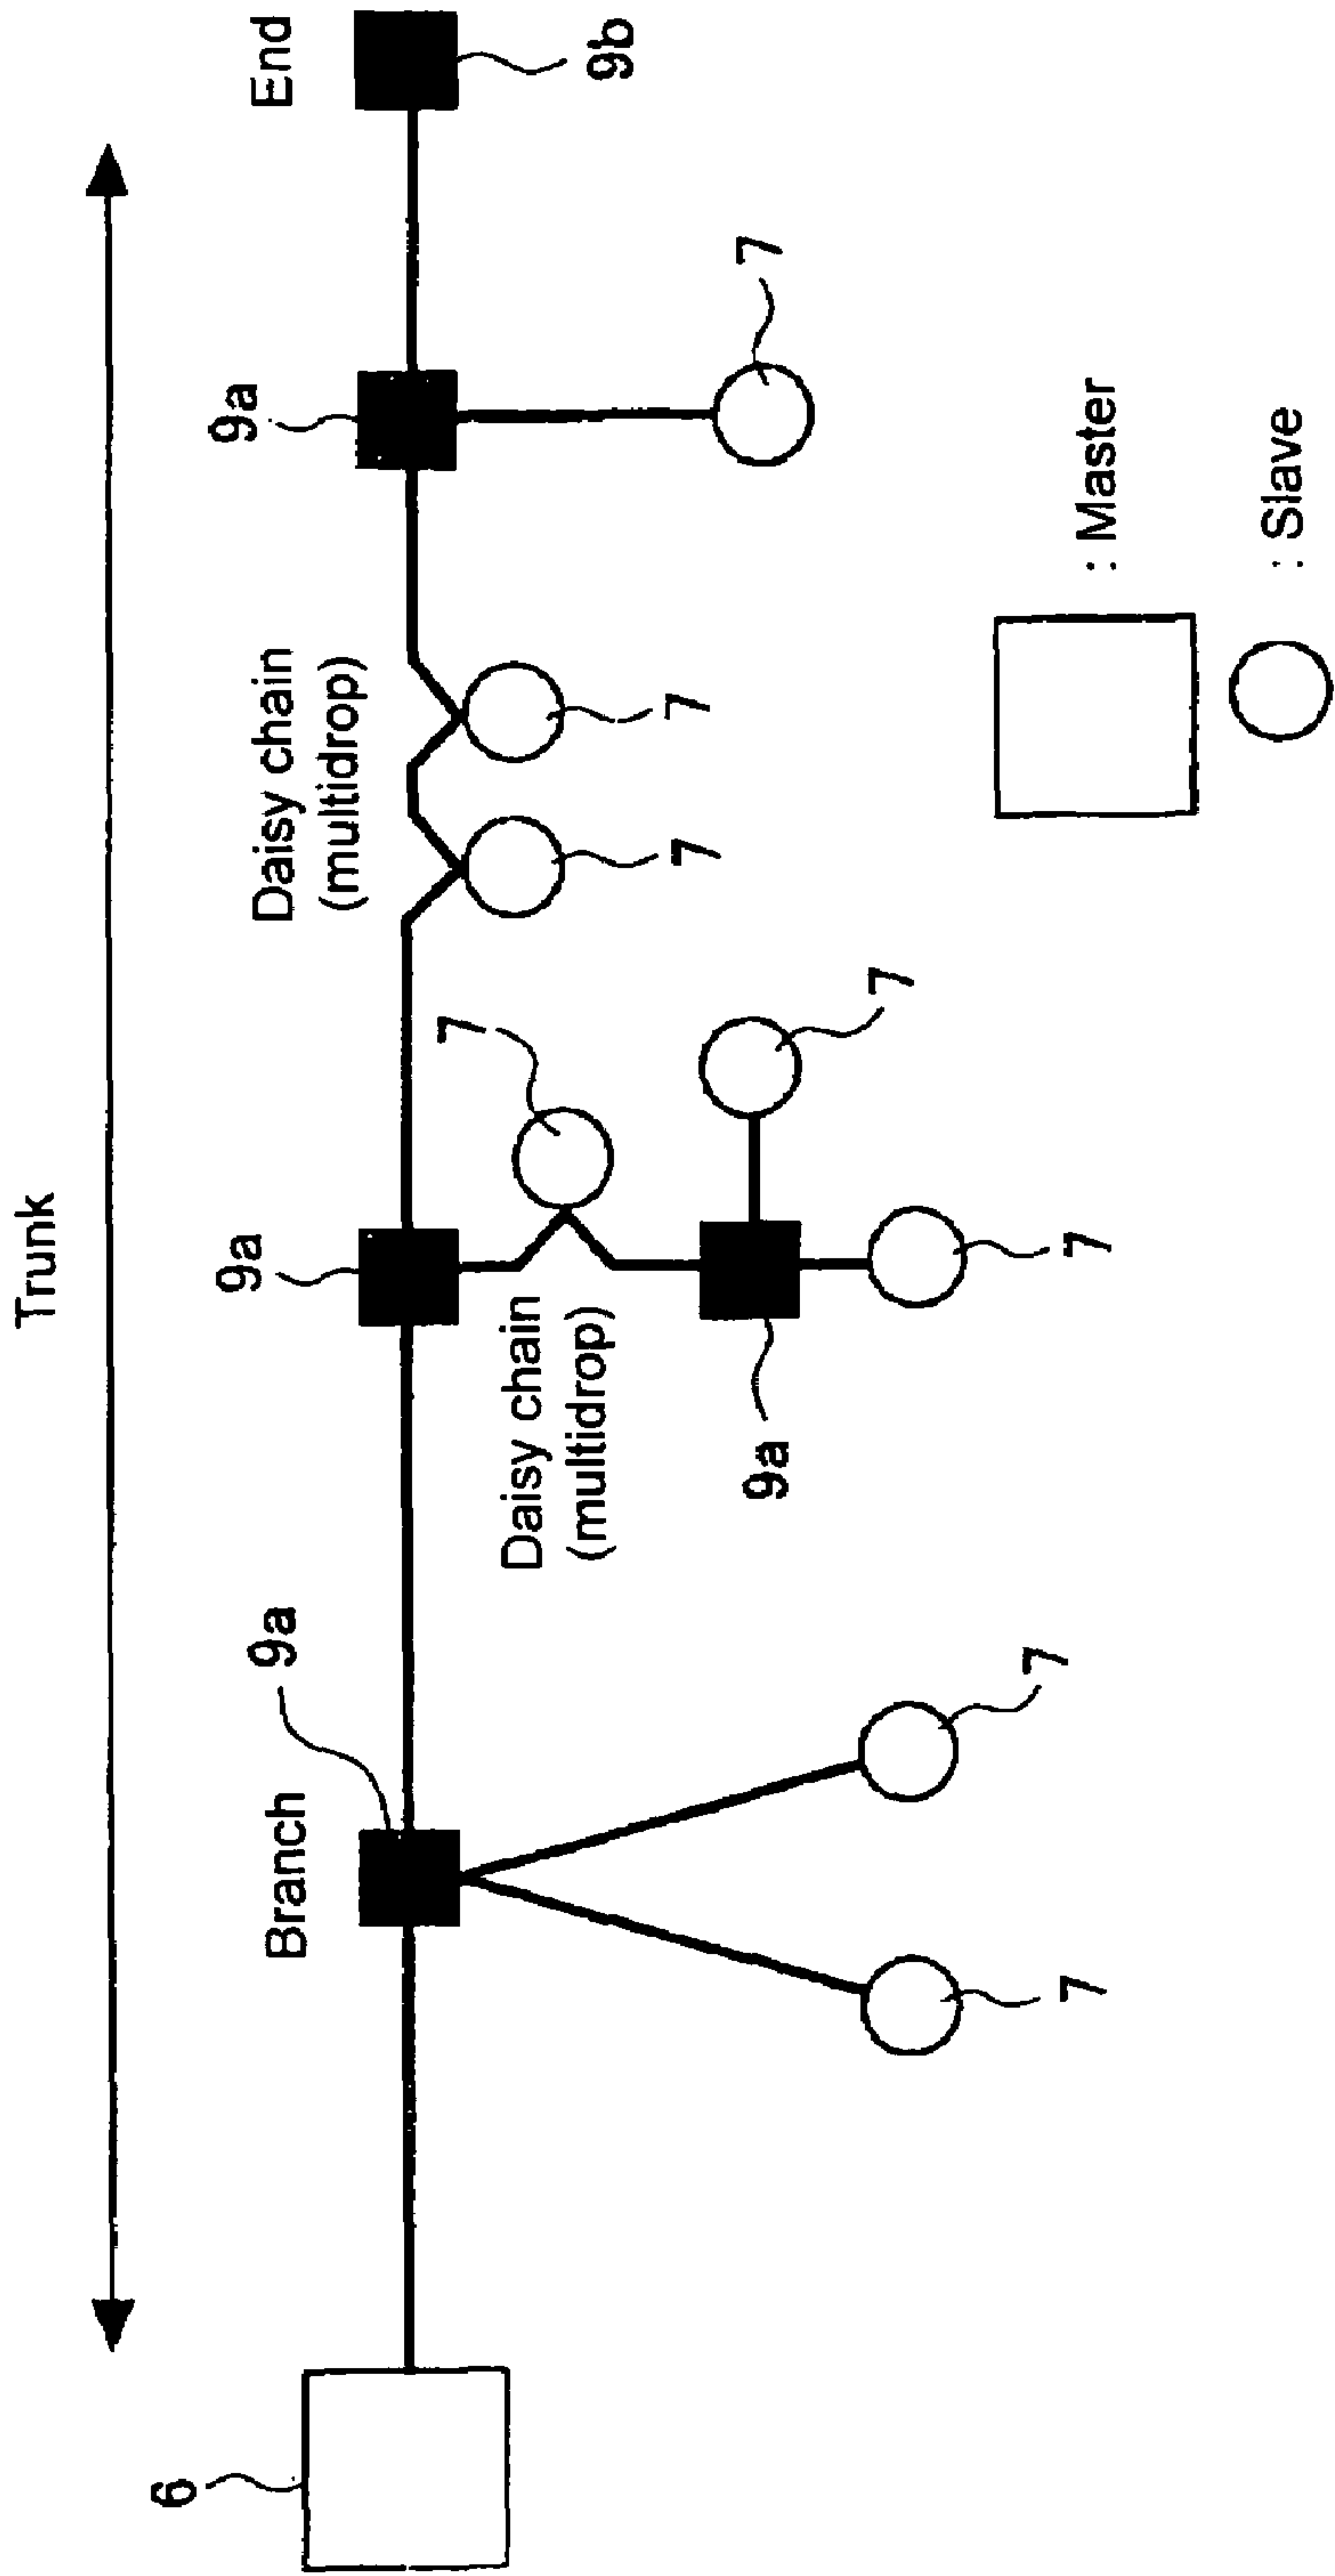 Trunk
6
Branch
9a
9a
Daisy chain
(multidrop)
9a
End
9b
7
7
Daisy chain
(multidrop)
7
9a
7
7
7
7
7
: Master
: Slave